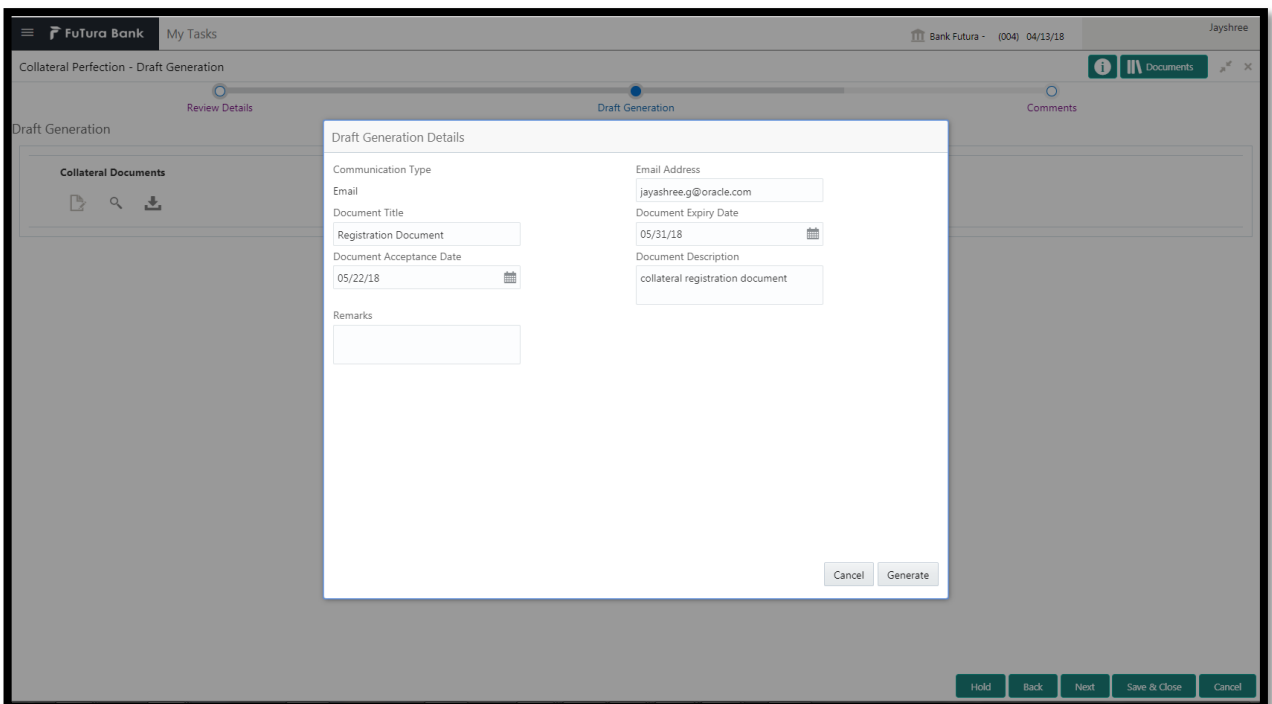 FuTura Bank My Tasks Bank Futura - (004) 04/13/18 Jayshree
Collateral Perfection - Draft Generation Documents
Review Details Draft Generation Comments
Draft Generation
Collateral Documents
Draft Generation Details
Communication Type Email Address
Email jayashree.g@oracle.com
Document Title Document Expiry Date
Registration Document 05/31/18
Document Acceptance Date Document Description
05/22/18 collateral registration document
Remarks
Cancel Generate
Hold Back Next Save & Close Cancel